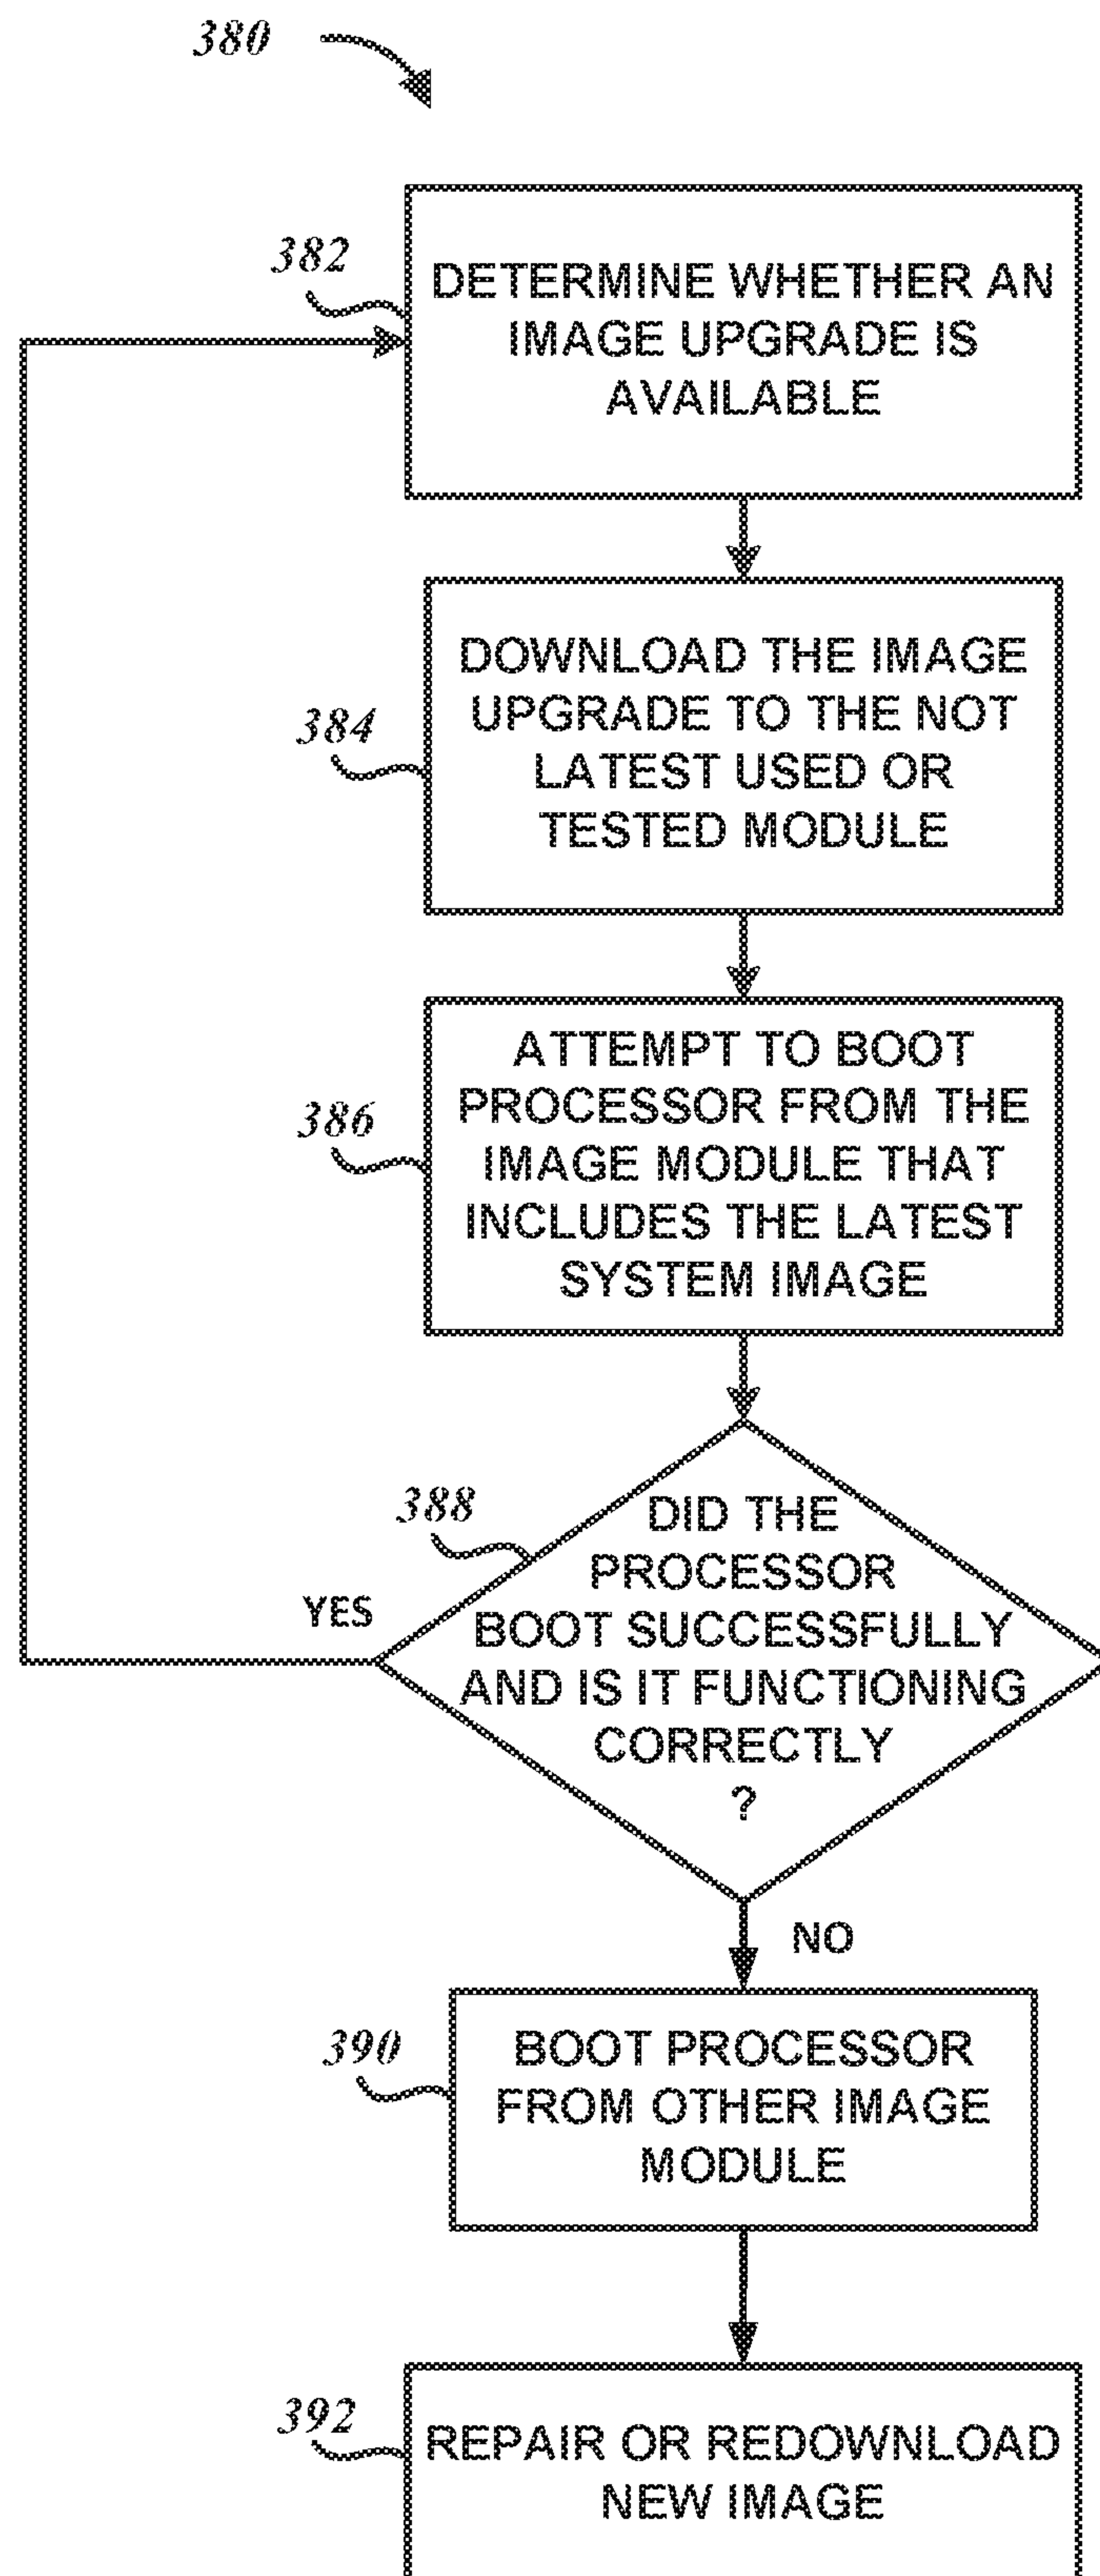 380
382
DETERMINE WHETHER AN
IMAGE UPGRADE IS
AVAILABLE
384
DOWNLOAD THE IMAGE
UPGRADE TO THE NOT
LATEST USED OR
TESTED MODULE
386
ATTEMPT TO BOOT
PROCESSOR FROM THE
IMAGE MODULE THAT
INCLUDES THE LATEST
SYSTEM IMAGE
388
DID THE
PROCESSOR
BOOT SUCCESSFULLY
AND IS IT FUNCTIONING
CORRECTLY
?
YES
NO
390
BOOT PROCESSOR
FROM OTHER IMAGE
MODULE
392
REPAIR OR REDOWNLOAD
NEW IMAGE